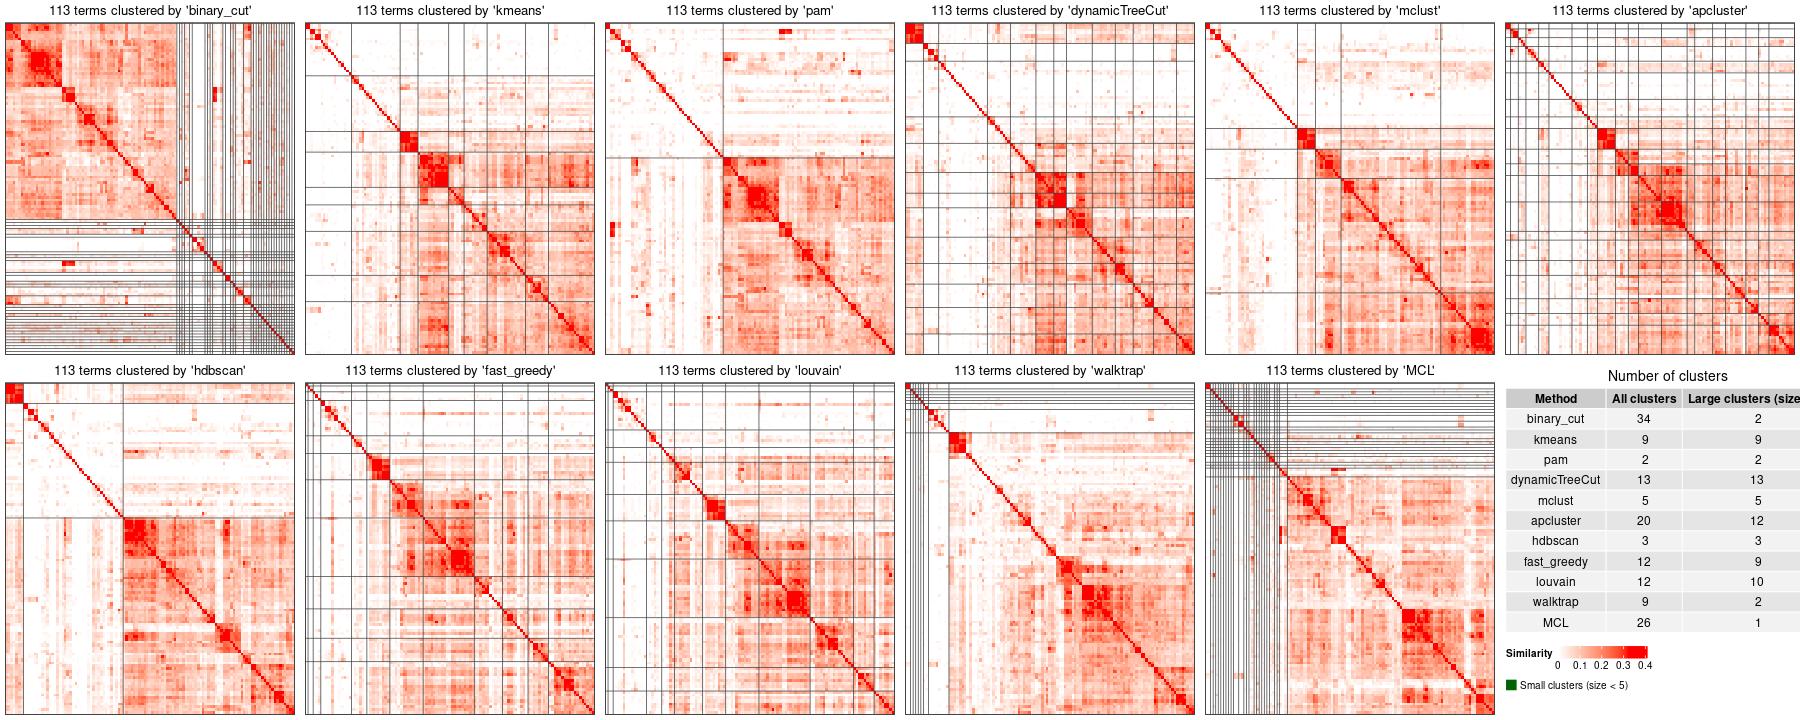 113 terms clustered by 'binary_cut'
113 terms clustered by 'kmeans'
113 terms clustered by 'pam'
113 terms clustered by 'dynamicTreeCut'
113 terms clustered by 'mclust'
113 terms clustered by 'apcluster'
113 terms clustered by 'hdbscan'
113 terms clustered by 'fast_greedy'
113 terms clustered by 'louvain'
113 terms clustered by 'walktrap'
113 terms clustered by 'MCL'
Number of clusters
Method All clusters Large clusters (size
binary_cut 34 2
kmeans 9 9
pam 2 2
dynamicTreeCut 13 13
mclust 5 5
apcluster 20 12
hdbscan 3 3
fast_greedy 12 9
louvain 12 10
walktrap 9 2
MCL 26 1
Similarity
0 0.1 0.2 0.3 0.4
Small clusters (size < 5)